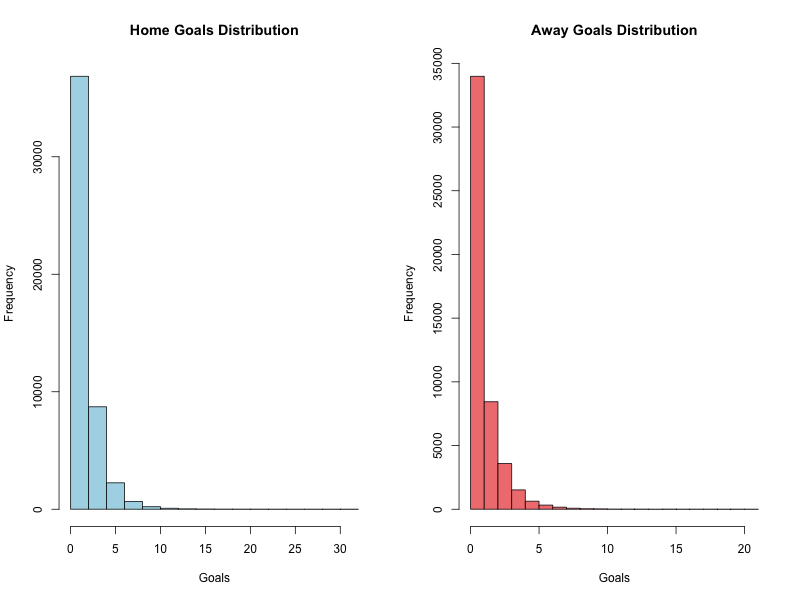 Home Goals Distribution
Frequency
0
10000
20000
30000
0 5 10 15 20 25 30
Goals
Away Goals Distribution
Frequency
0
5000
10000
15000
20000
25000
30000
35000
0 5 10 15 20
Goals